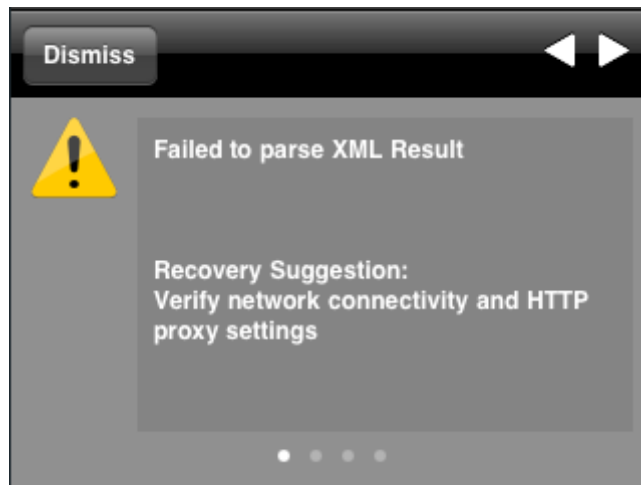 Dismiss
Failed to parse XML Result
Recovery Suggestion:
Verify network connectivity and HTTP
proxy settings